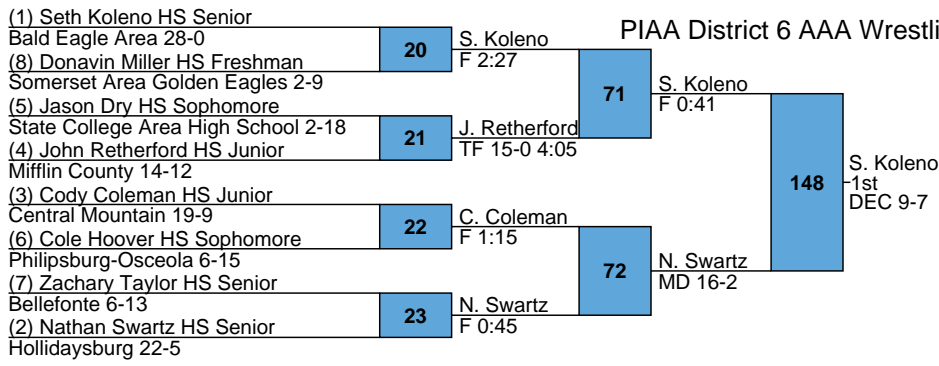 PIAA District 6 AAA Wrestli
(1) Seth Koleno HS Senior
Bald Eagle Area 28-0
(8) Donavin Miller HS Freshman
Somerset Area Golden Eagles 2-9
(5) Jason Dry HS Sophomore
State College Area High School 2-18
(4) John Retherford HS Junior
Mifflin County 14-12
(3) Cody Coleman HS Junior
Central Mountain 19-9
(6) Cole Hoover HS Sophomore
Philipsburg-Osceola 6-15
(7) Zachary Taylor HS Senior
Bellefonte 6-13
(2) Nathan Swartz HS Senior
Hollidaysburg 22-5
20
21
22
23
S. Koleno
F 2:27
J. Retherford
TF 15-0 4:05
C. Coleman
F 1:15
N. Swartz
F 0:45
71
72
S. Koleno
F 0:41
N. Swartz
MD 16-2
148
S. Koleno
1st
DEC 9-7